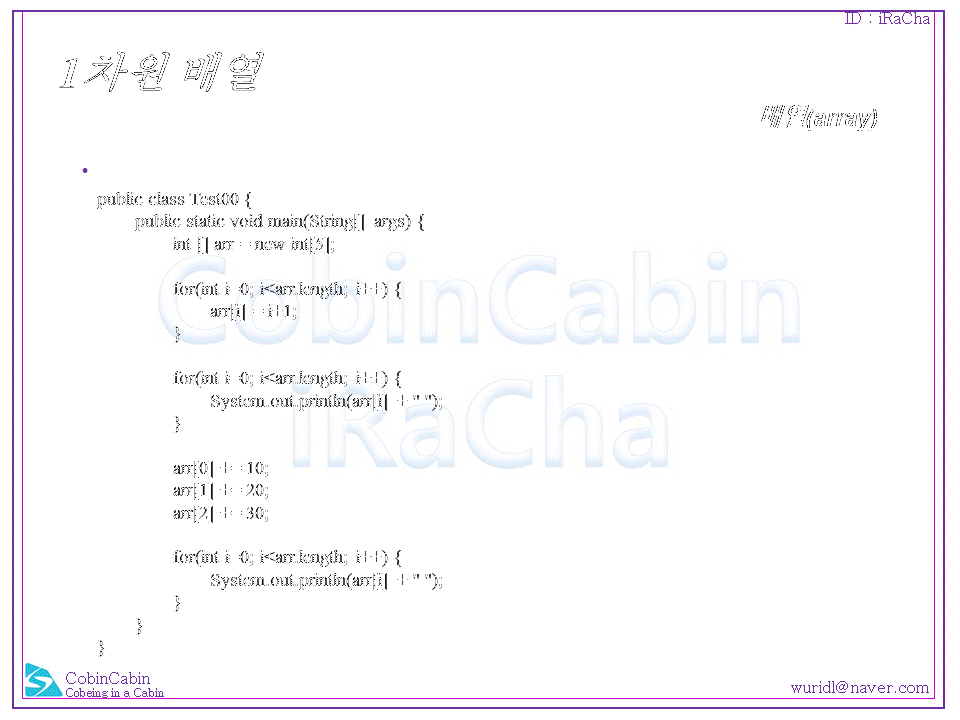 ID : iRaCha
1차원 배열
배열(array)
public class Test00 {
public static void main(String[] args) {
int [] arr = new int[3];
for(int i=0; i<arr.length; i++) {
arr[i] = i+1;
}
for(int i=0; i<arr.length; i++) {
System.out.println(arr[i] + " ");
}
arr[0] += 10;
arr[1] += 20;
arr[2] += 30;
for(int i=0; i<arr.length; i++) {
System.out.println(arr[i] + " ");
}
}
}
CobinCabin
iRaCha
CobinCabin
Cobeing in a Cabin
wuridl@naver.com